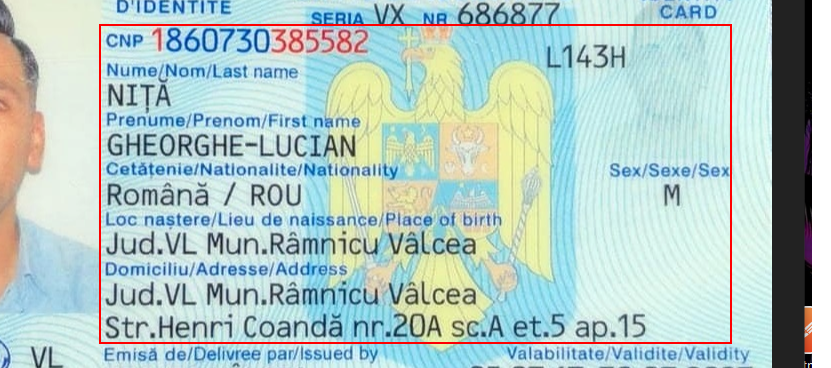 D'IDENTITE
SERIA VX NR 686877
CARD
CNP 1860730385582
L143H
Nume/Nom/Last name
NIȚĂ
Prenume/Prenom/First name
GHEORGHE-LUCIAN
Cetățenie/Nationalite/Nationality
Sex/Sexe/Sex
Română / ROU
M
Loc naștere/Lieu de naissance/Place of birth
Jud.VL Mun.Râmnicu Vâlcea
Domiciliu/Adresse/Address
Jud.VL Mun.Râmnicu Vâlcea
Str.Henri Coandă nr.20A sc.A et.5 ap.15
Emisă de/Delivree par/Issued by
Valabilitate/Validite/Validity
VL